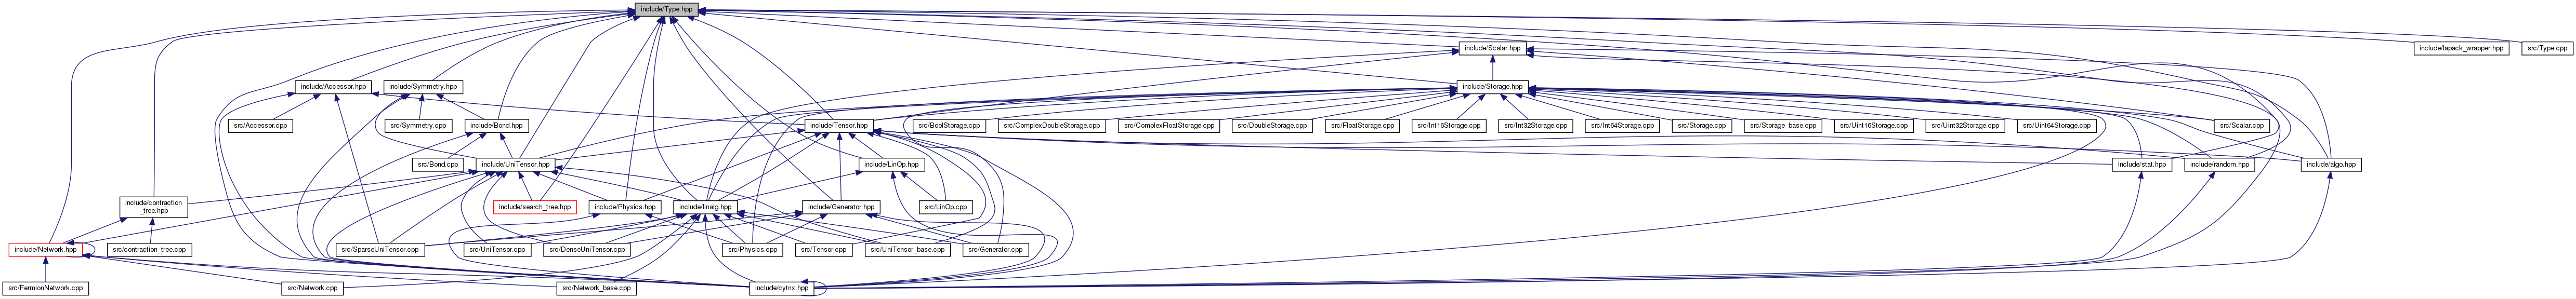 include/Type.hpp
include/Scalar.hpp
include/lapack_wrapper.hpp
src/Type.cpp
include/Accessor.hpp
include/Symmetry.hpp
include/Storage.hpp
src/Accessor.cpp
src/Symmetry.cpp
include/Bond.hpp
include/Tensor.hpp
src/BoolStorage.cpp
src/ComplexDoubleStorage.cpp
src/ComplexFloatStorage.cpp
src/DoubleStorage.cpp
src/FloatStorage.cpp
src/Int16Storage.cpp
src/Int32Storage.cpp
src/Int64Storage.cpp
src/Storage.cpp
src/Storage_base.cpp
src/Uint16Storage.cpp
src/Uint32Storage.cpp
src/Uint64Storage.cpp
src/Scalar.cpp
src/Bond.cpp
include/UniTensor.hpp
include/LinOp.hpp
include/stat.hpp
include/random.hpp
include/algo.hpp
include/contraction
_tree.hpp
include/search_tree.hpp
include/Physics.hpp
include/linalg.hpp
include/Generator.hpp
src/LinOp.cpp
include/Network.hpp
src/contraction_tree.cpp
src/SparseUniTensor.cpp
src/UniTensor.cpp
src/DenseUniTensor.cpp
src/Physics.cpp
src/Tensor.cpp
src/UniTensor_base.cpp
src/Generator.cpp
src/FermionNetwork.cpp
src/Network.cpp
src/Network_base.cpp
include/cytnx.hpp